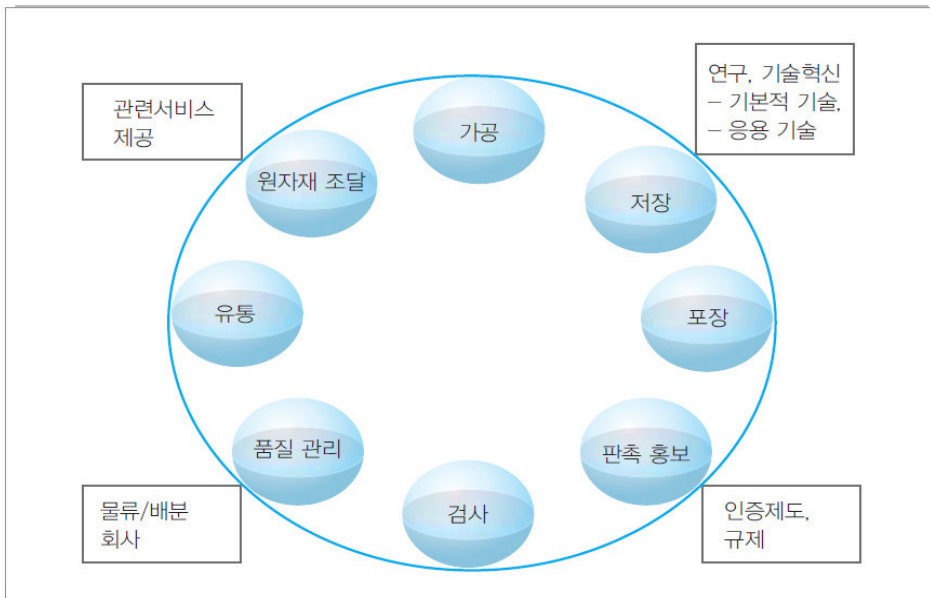 관련서비스
제공
연구, 기술혁신
– 기본적 기술,
– 응용 기술
가공
원자재 조달
저장
유통
포장
품질 관리
판촉 홍보
검사
물류/배분
회사
인증제도,
규제